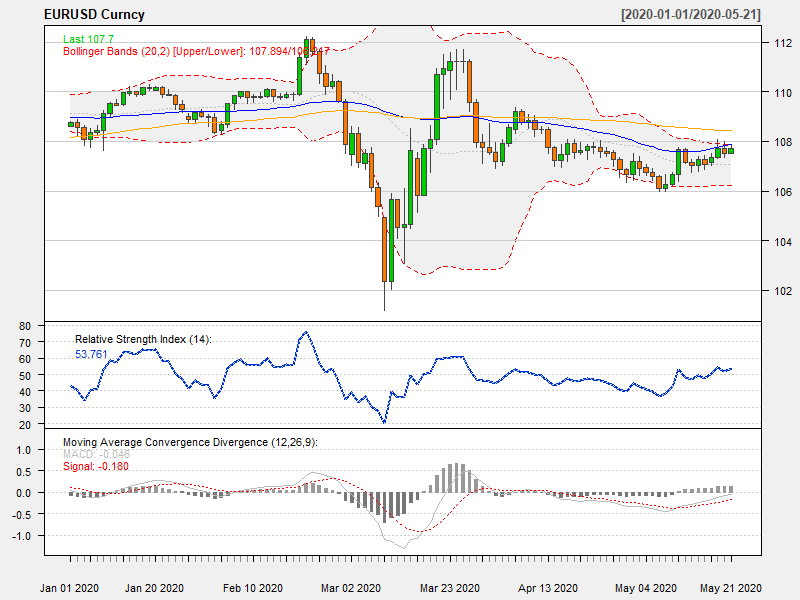 EURUSD Curncy [2020-01-01/2020-05-21]
Last 107.7
Bollinger Bands (20,2) [Upper/Lower]: 107.894/106.217
112
110
108
106
104
102
Relative Strength Index (14):
53.761
80
70
60
50
40
30
20
Moving Average Convergence Divergence (12,26,9):
MACD: -0.046
Signal: -0.180
1.0
0.5
0.0
-0.5
-1.0
Jan 01 2020 Jan 20 2020 Feb 10 2020 Mar 02 2020 Mar 23 2020 Apr 13 2020 May 04 2020 May 21 2020